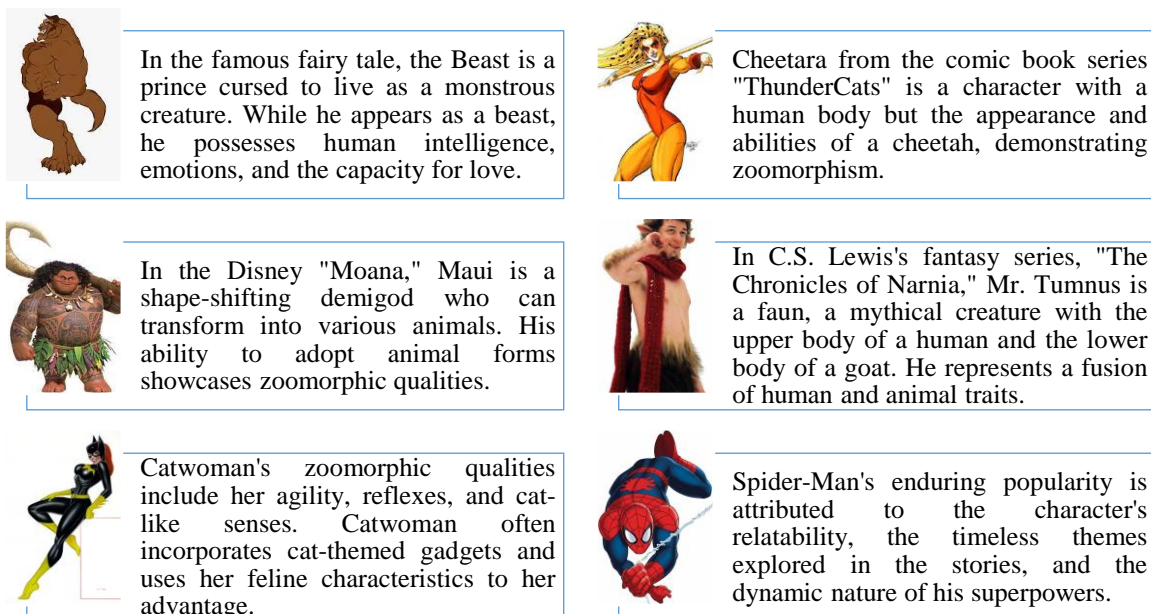 In the famous fairy tale, the Beast is a
prince cursed to live as a monstrous
creature. While he appears as a beast,
he possesses human intelligence,
emotions, and the capacity for love.
Cheetara from the comic book series
"ThunderCats" is a character with a
human body but the appearance and
abilities of a cheetah, demonstrating
zoomorphism.
In the Disney "Moana," Maui is a
shape-shifting demigod who can
transform into various animals. His
ability to adopt animal forms
showcases zoomorphic qualities.
In C.S. Lewis's fantasy series, "The
Chronicles of Narnia," Mr. Tumnus is
a faun, a mythical creature with the
upper body of a human and the lower
body of a goat. He represents a fusion
of human and animal traits.
Catwoman's zoomorphic qualities
include her agility, reflexes, and cat-
like senses. Catwoman often
incorporates cat-themed gadgets and
uses her feline characteristics to her
advantage.
Spider-Man's enduring popularity is
attributed to the character's
relatability, the timeless themes
explored in the stories, and the
dynamic nature of his superpowers.